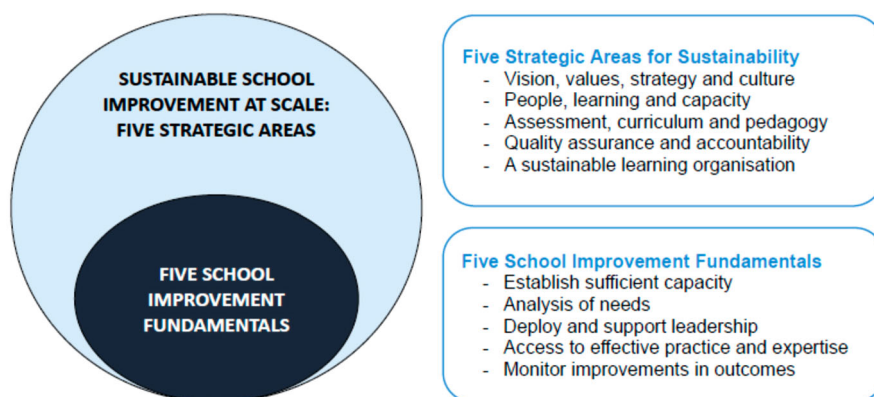 SUSTAINABLE SCHOOL
IMPROVEMENT AT SCALE:
FIVE STRATEGIC AREAS
FIVE SCHOOL
IMPROVEMENT
FUNDAMENTALS
Five Strategic Areas for Sustainability
- Vision, values, strategy and culture
- People, learning and capacity
- Assessment, curriculum and pedagogy
- Quality assurance and accountability
- A sustainable learning organisation
Five School Improvement Fundamentals
- Establish sufficient capacity
- Analysis of needs
- Deploy and support leadership
- Access to effective practice and expertise
- Monitor improvements in outcomes